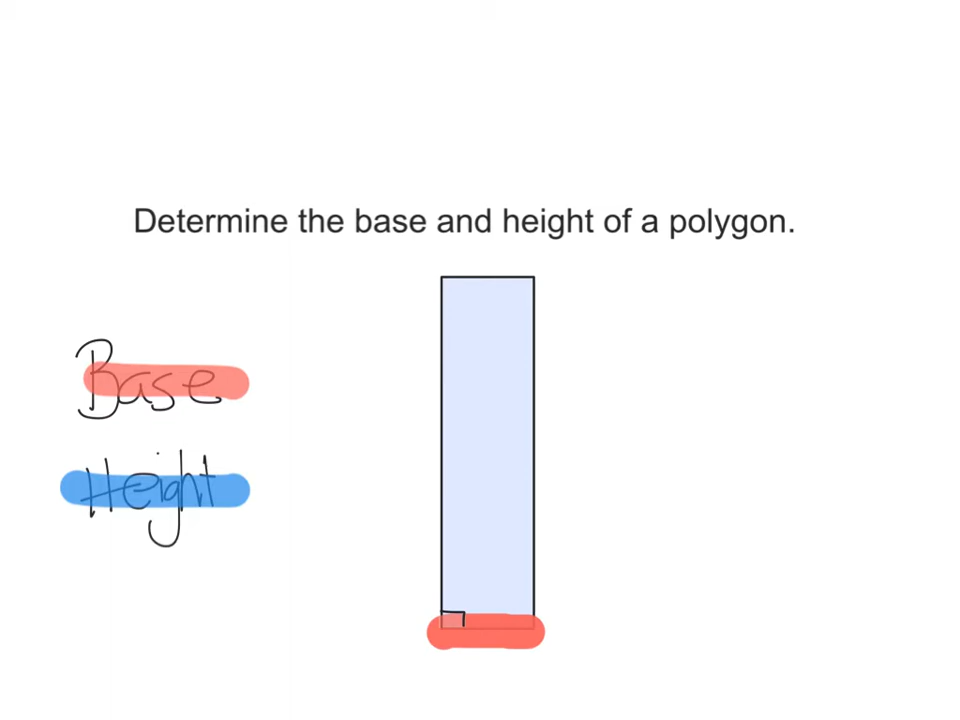 Determine the base and height of a polygon.
Base
Height